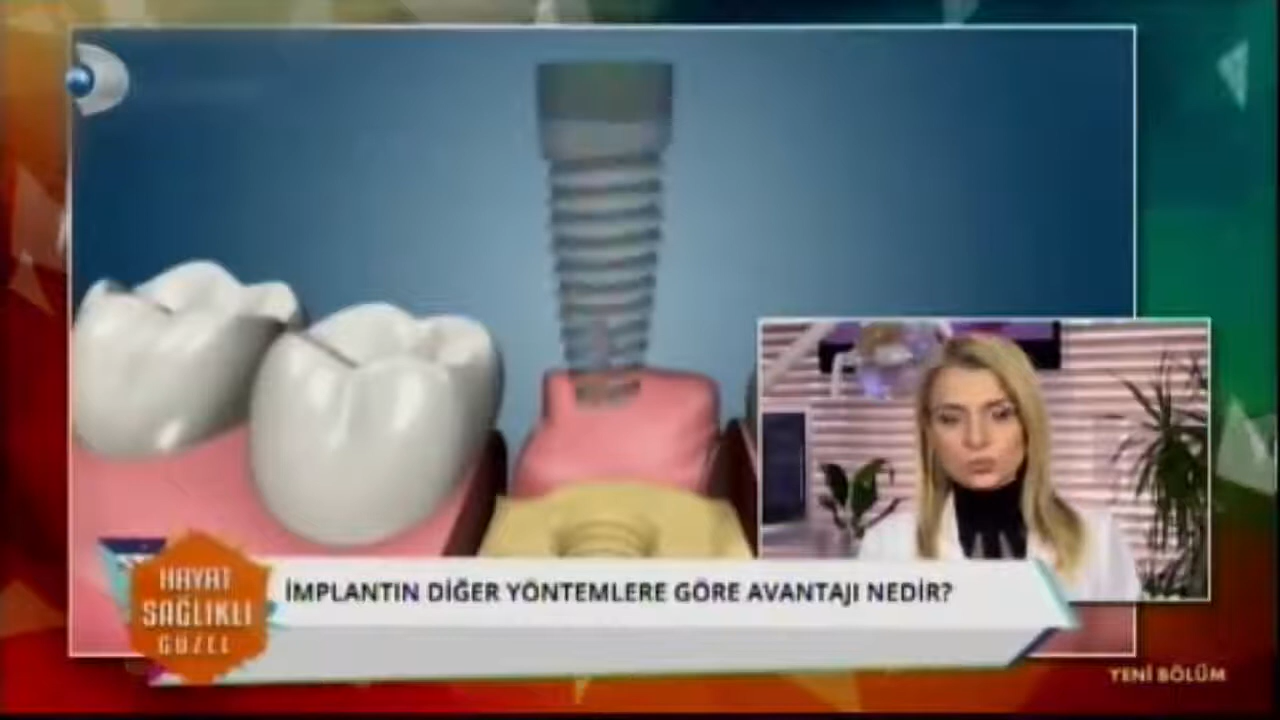 HAYAT
SAĞLIKLI
GÜZEL
İMPLANTIN DİĞER YÖNTEMLERE GÖRE AVANTAJI NEDİR?
YENİ BÖLÜM